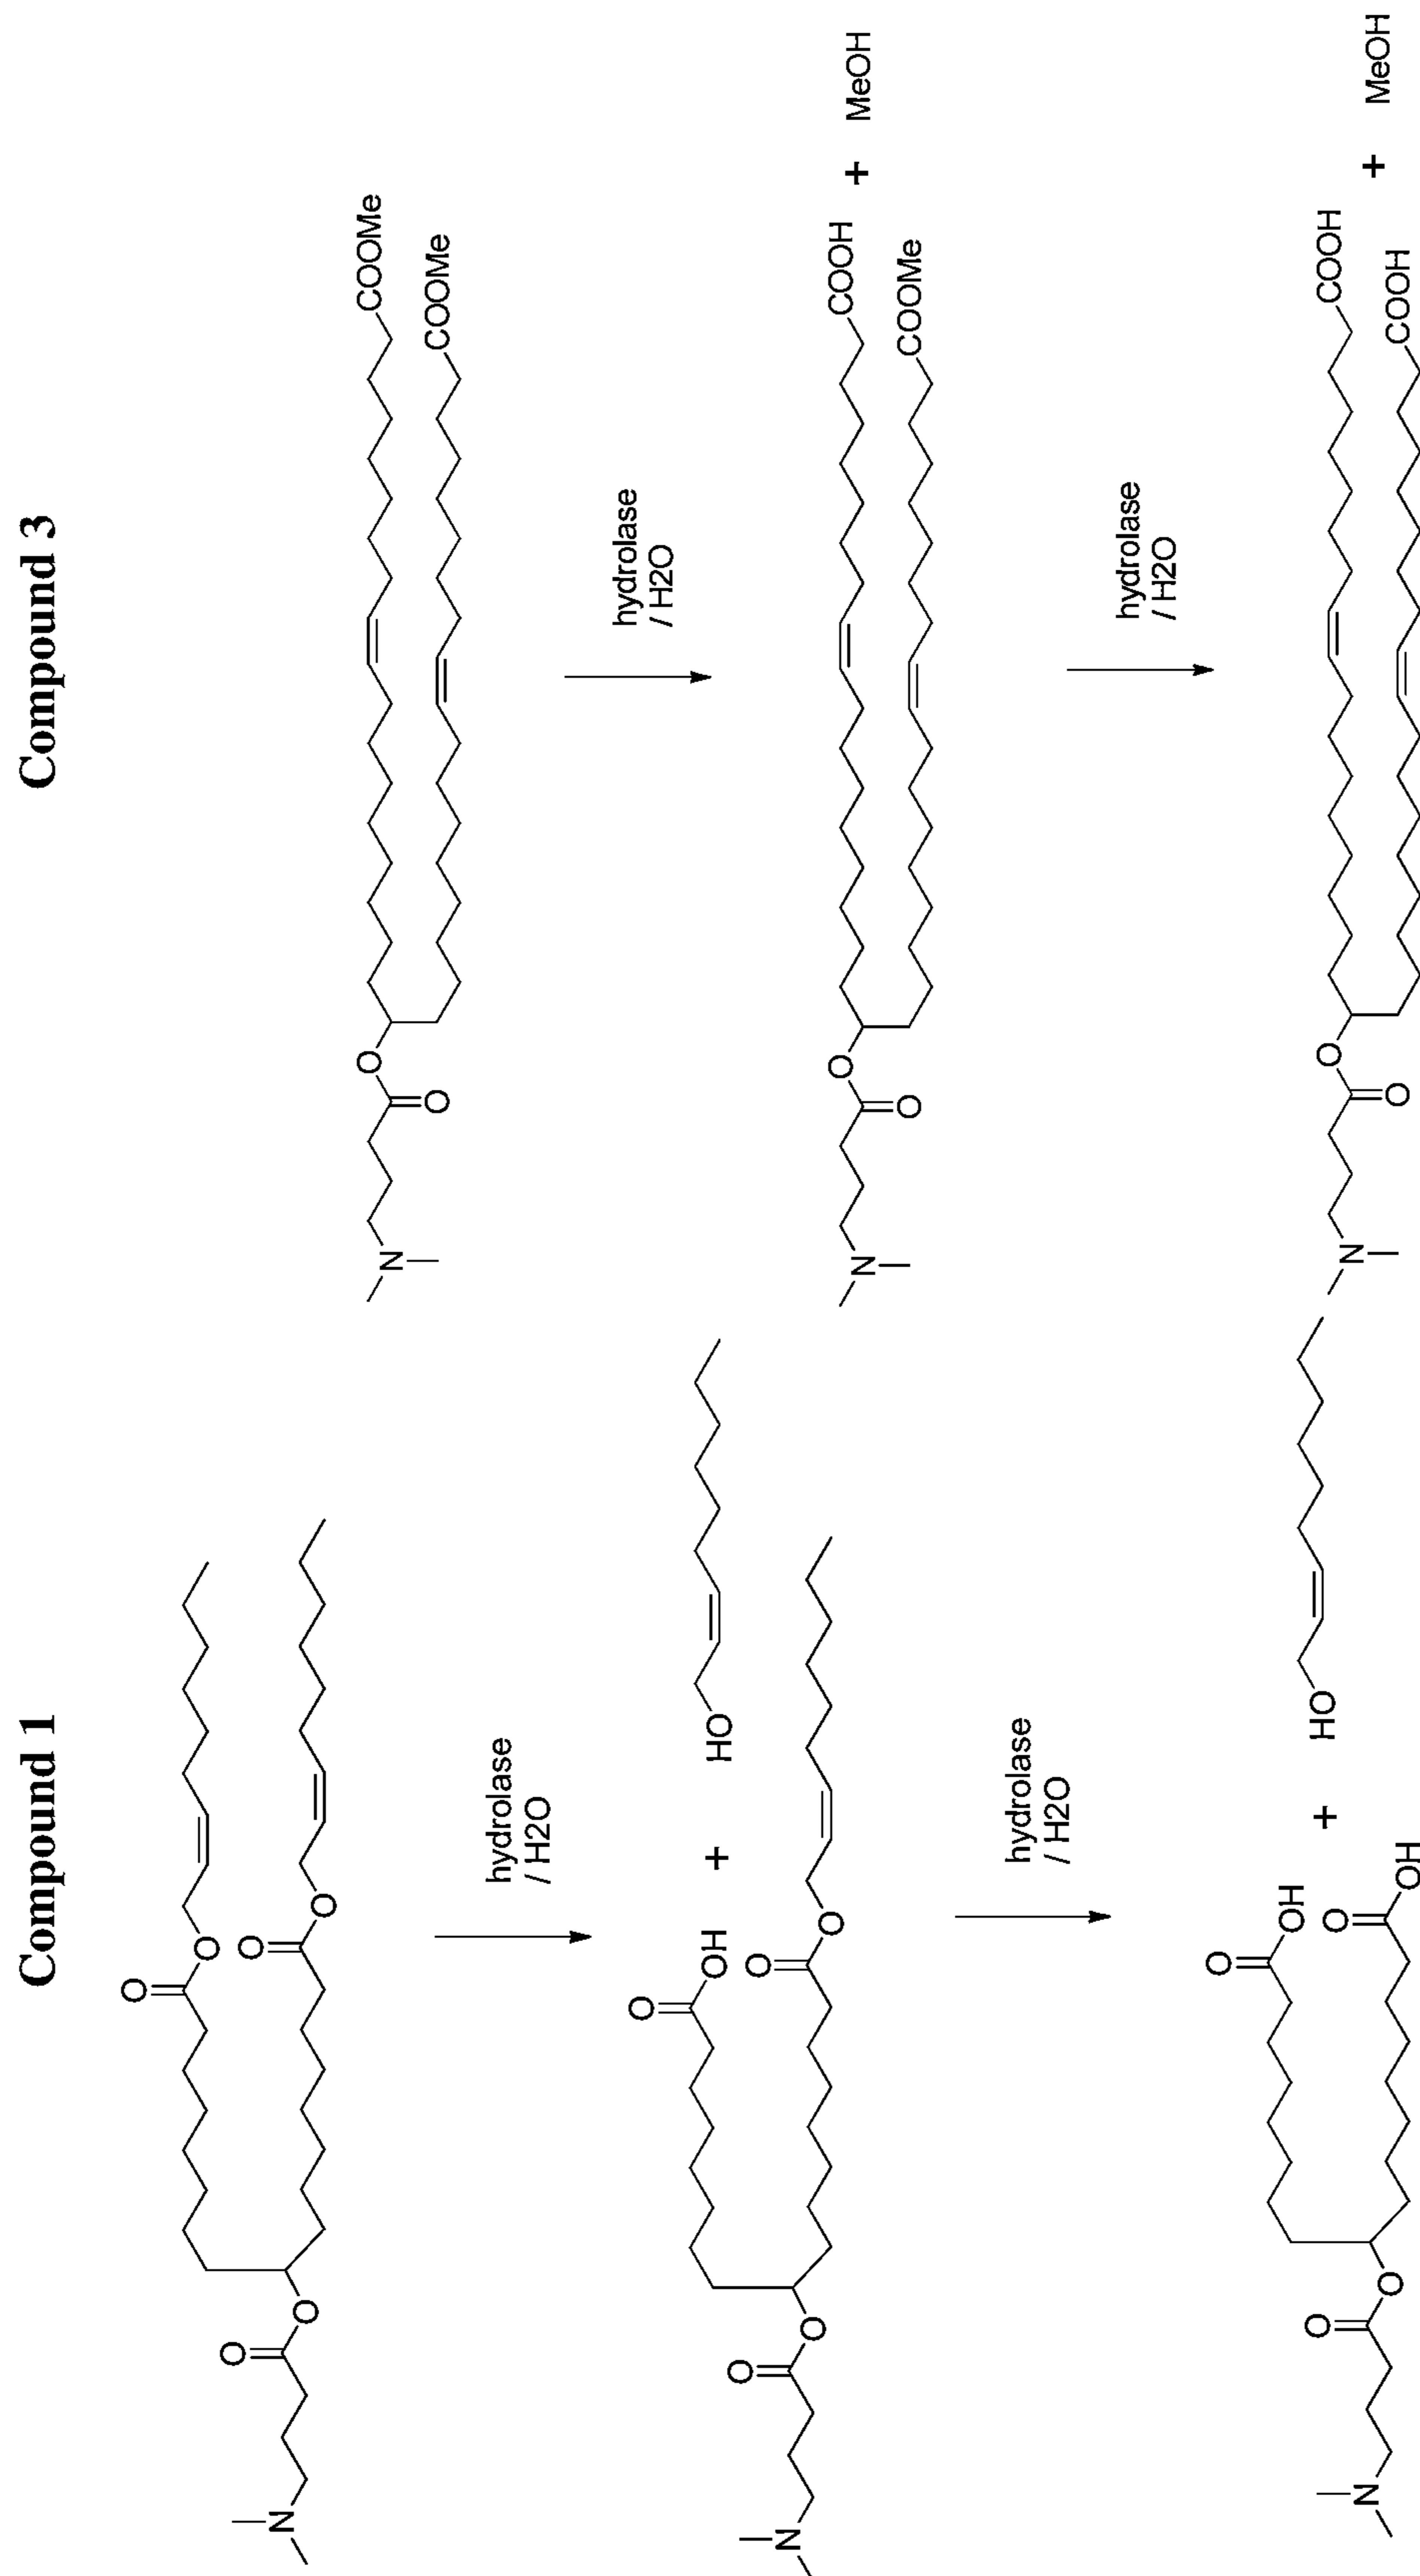 Compound 1
O
O
O
O
O
O
N
hydrolase
/ H2O
O
OH
+
HO
O
O
O
O
N
hydrolase
/ H2O
O
OH
O
OH
+
HO
O
O
N
Compound 3
COOMe
COOMe
O
O
N
hydrolase
/ H2O
COOH
+ MeOH
COOMe
O
O
N
hydrolase
/ H2O
COOH
+ MeOH
COOH
O
O
N